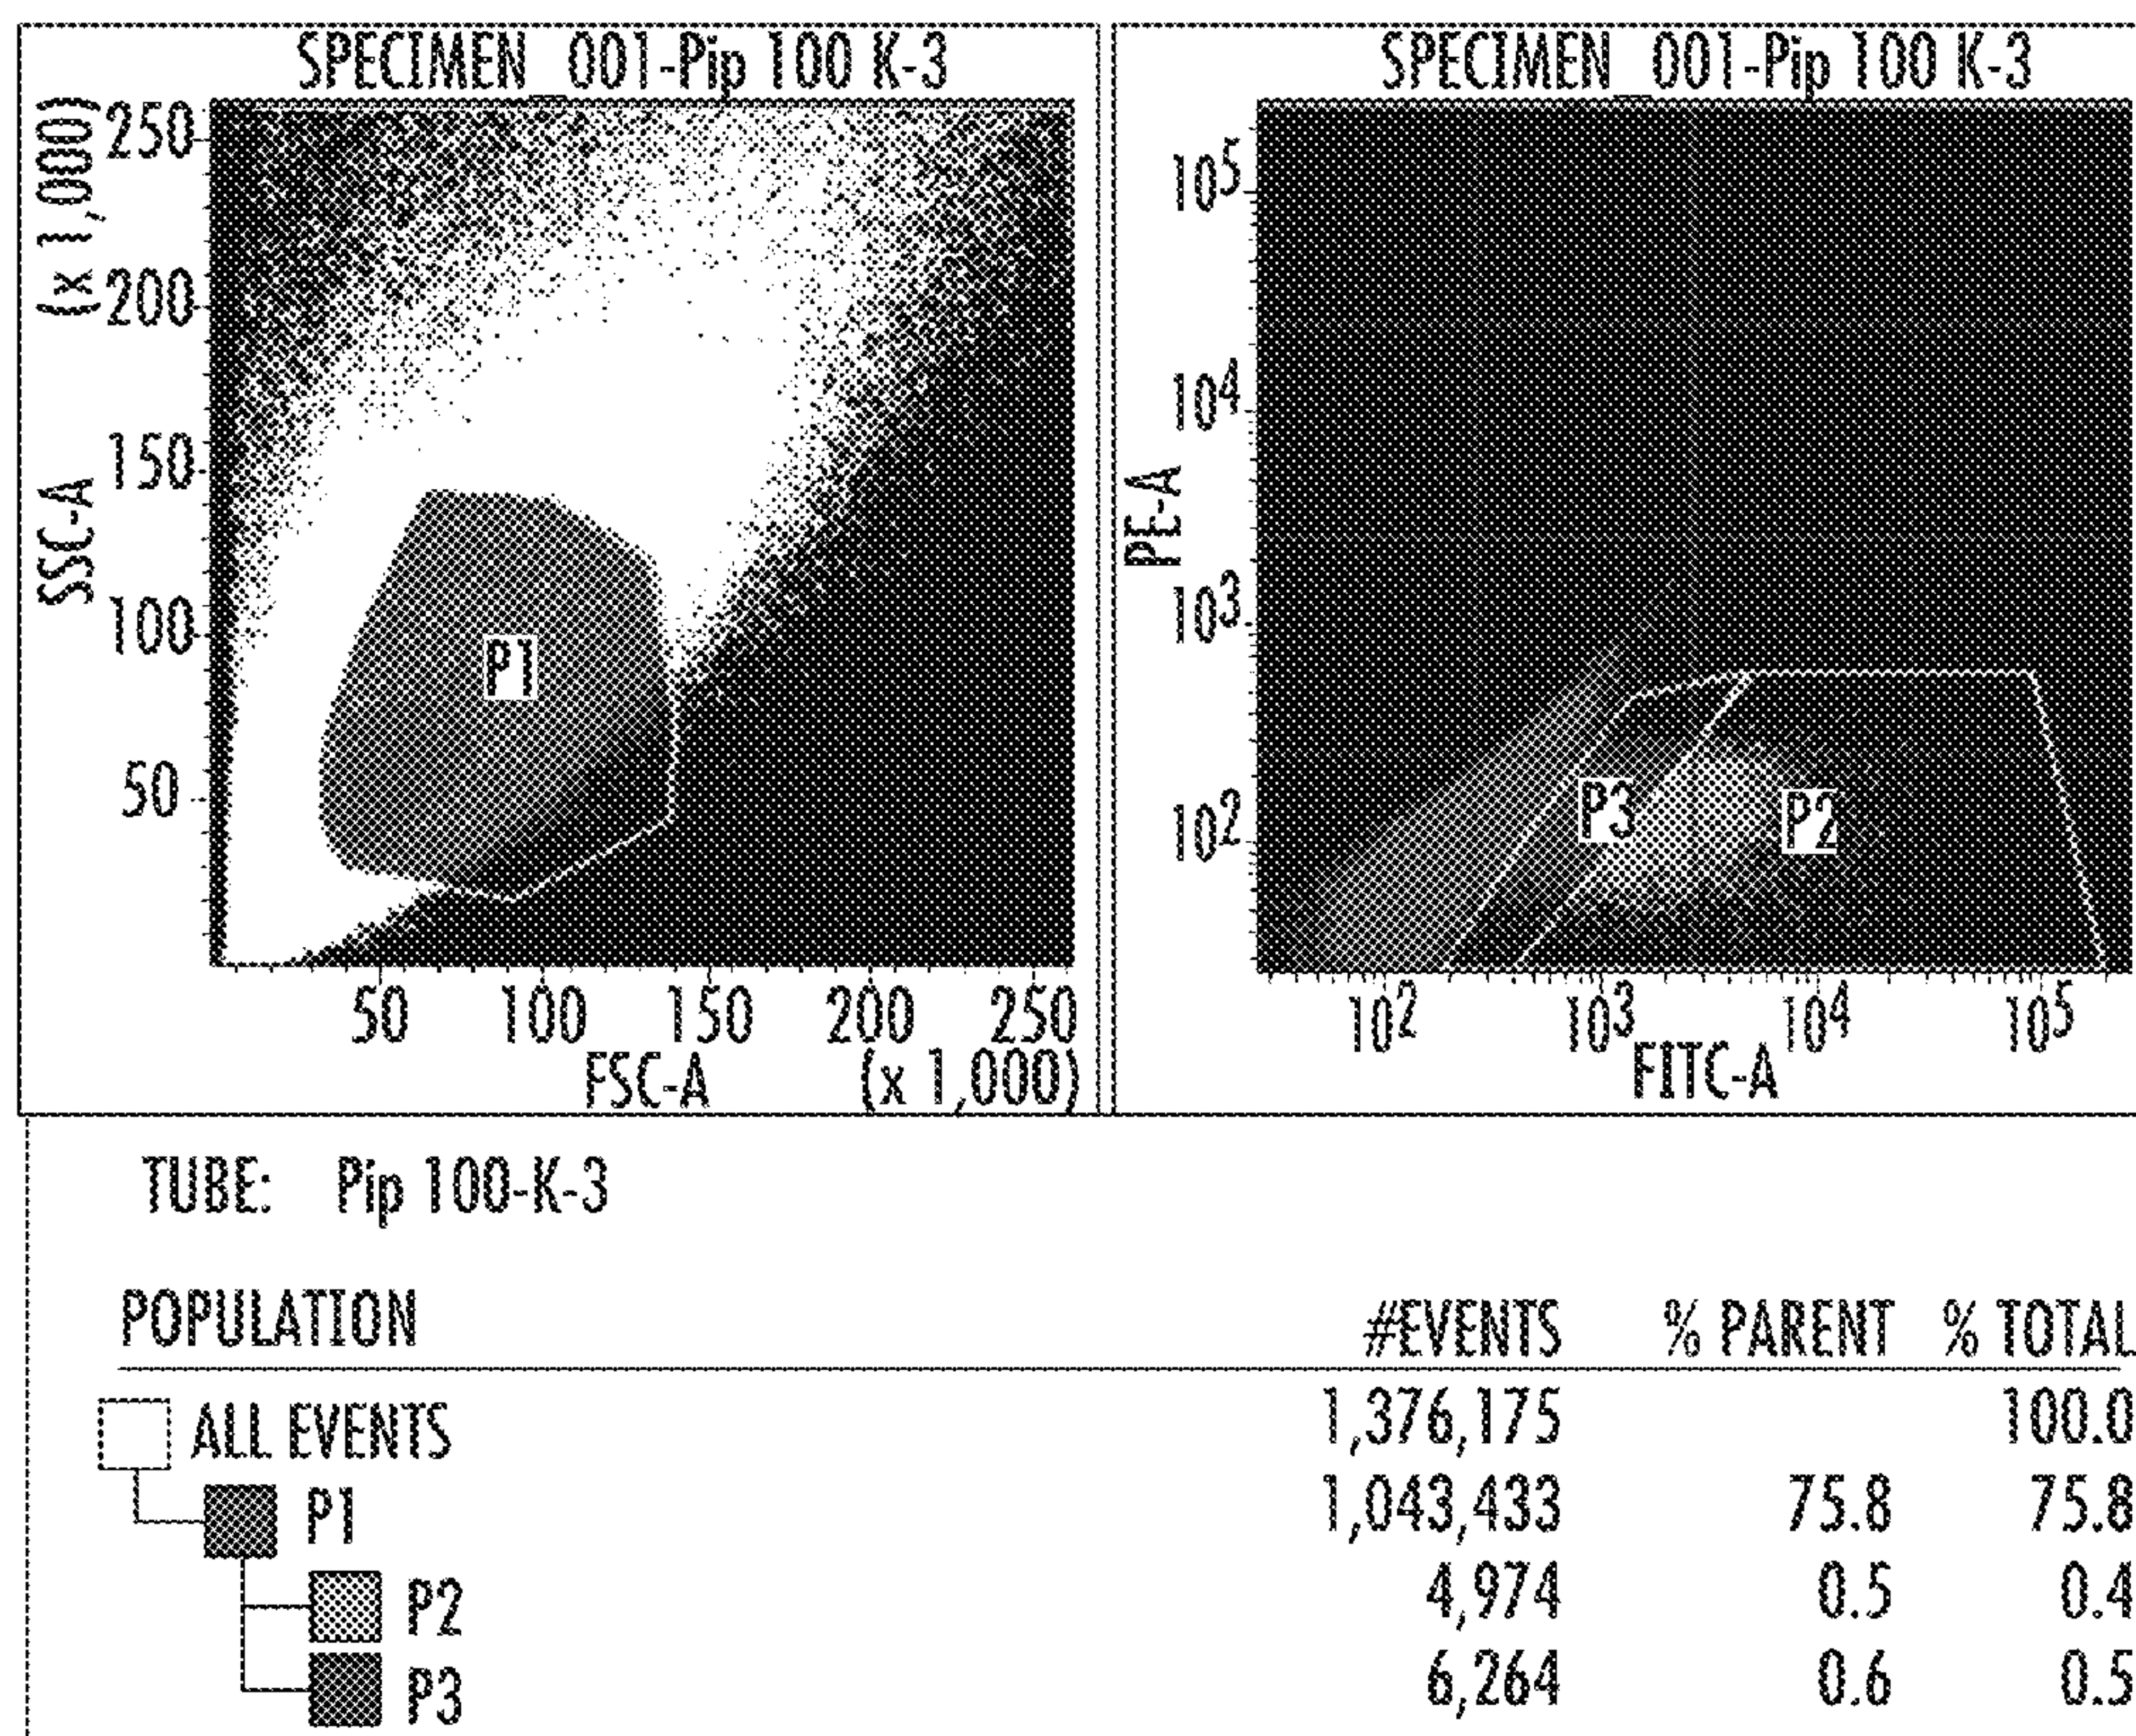 SPECIMEN_001-Pip 100 K-3
SSC-A (x 1,000)
250
200
150
100
50
P1
50 100 150 200 250
FSC-A (x 1,000)
SPECIMEN_001-Pip 100 K-3
PE-A
10^5
10^4
10^3
10^2
P3 P2
10^2 10^3 10^4 10^5
FITC-A
TUBE: Pip 100-K-3
POPULATION #EVENTS % PARENT % TOTAL
ALL EVENTS 1,376,175 100.0
P1 1,043,433 75.8 75.8
P2 4,974 0.5 0.4
P3 6,264 0.6 0.5